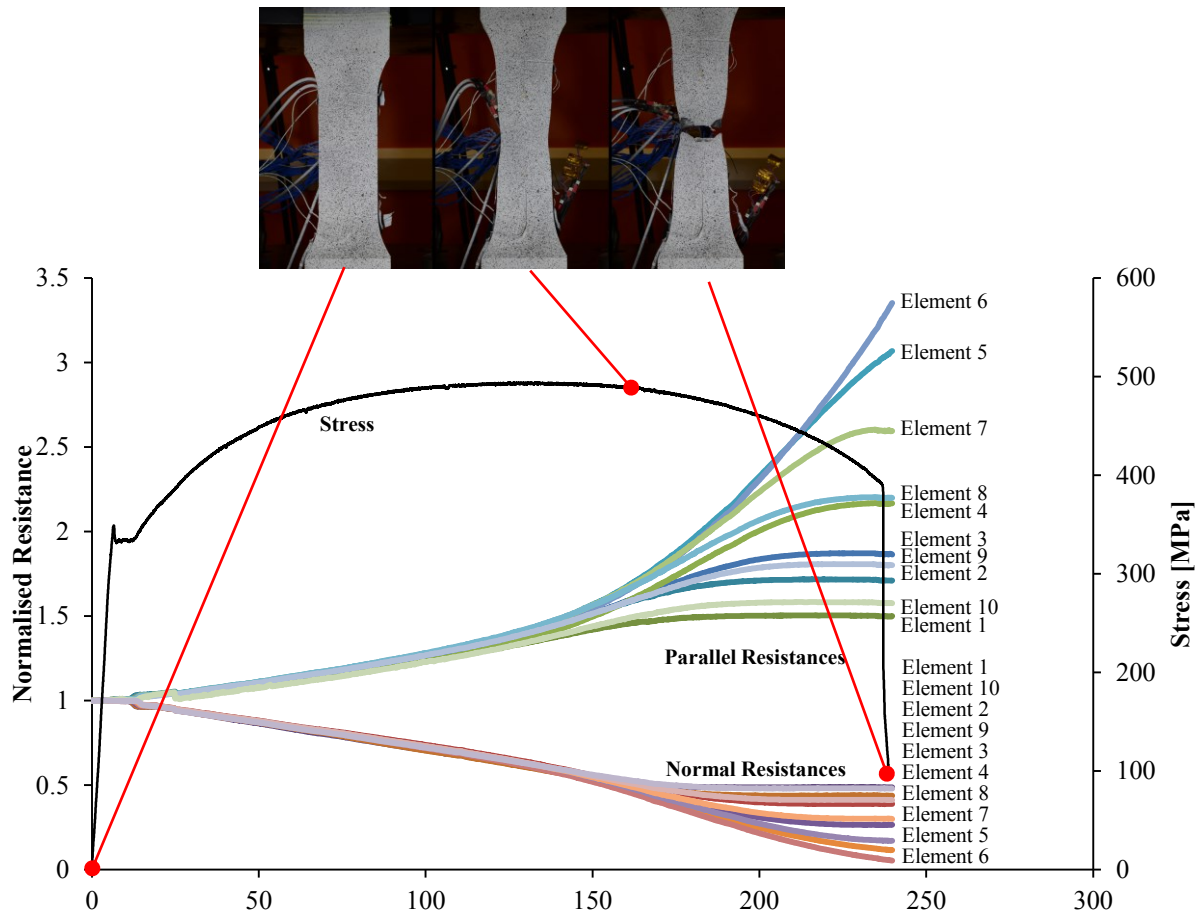 3.5
3
2.5
2
1.5
1
0.5
0
Normalised Resistance
0
50
100
150
200
250
300
600
500
400
300
200
100
0
Stress [MPa]
Stress
Parallel Resistances
Normal Resistances
Element 6
Element 5
Element 7
Element 8
Element 4
Element 3
Element 9
Element 2
Element 10
Element 1
Element 1
Element 10
Element 2
Element 9
Element 3
Element 4
Element 8
Element 7
Element 5
Element 6